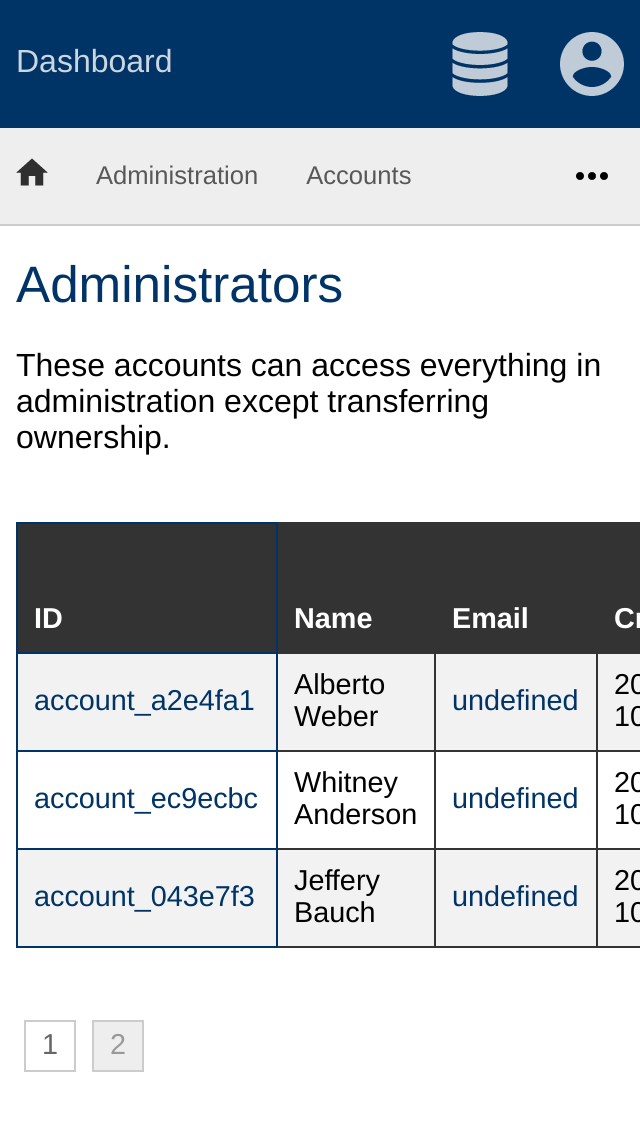 Dashboard
Administration Accounts
Administrators
These accounts can access everything in
administration except transferring
ownership.
ID Name Email
account_a2e4fa1 Alberto Weber undefined 20 10
account_ec9ecbc Whitney Anderson undefined 20 10
account_043e7f3 Jeffery Bauch undefined 20 10
1 2